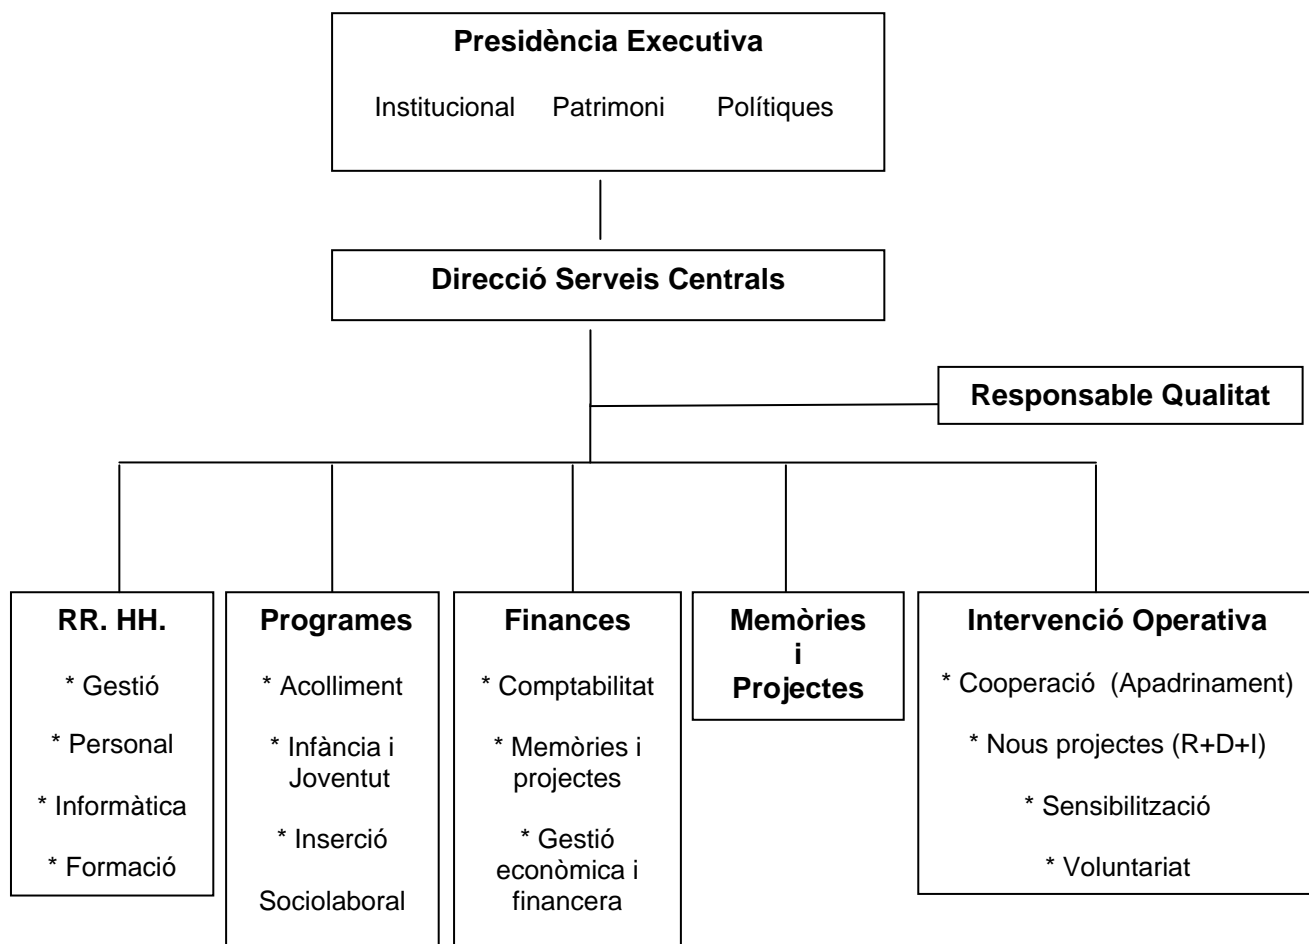 Presidència Executiva
Institucional Patrimoni Polítiques
Direcció Serveis Centrals
Responsable Qualitat
RR. HH.
* Gestió
* Personal
* Informàtica
* Formació
Programes
* Acolliment
* Infància i
Joventut
* Inserció
Sociolaboral
Finances
* Comptabilitat
* Memòries i
projectes
* Gestió
econòmica i
financera
Memòries
i
Projectes
Intervenció Operativa
* Cooperació (Apadrinament)
* Nous projectes (R+D+I)
* Sensibilització
* Voluntariat